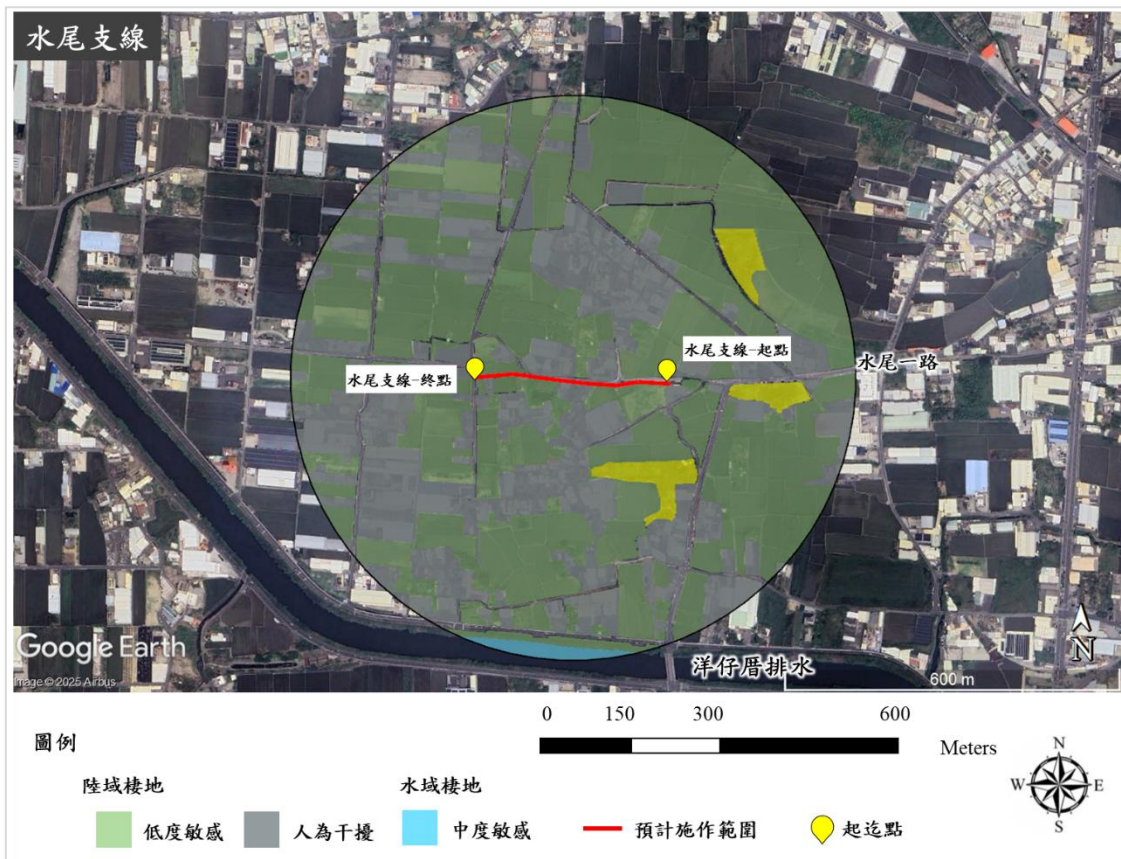 水尾支線
水尾支線-起點
水尾一路
水尾支線-終點
Google Earth
Image © 2025 Airbus
洋仔厝排水
N
600 m
0 150 300 600
圖例
Meters
N
W E
S
陸域棲地 水域棲地
低度敏感 人為干擾 中度敏感 預計施作範圍 起迄點